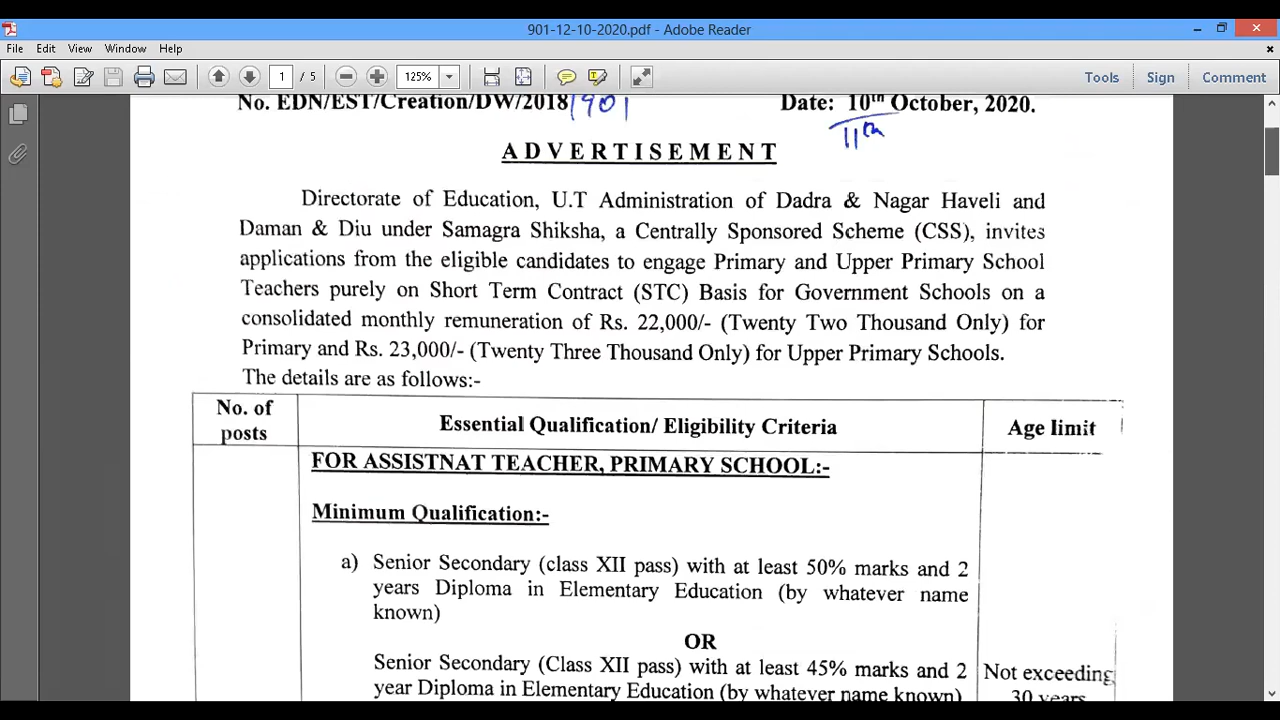 901-12-10-2020.pdf - Adobe Reader
File Edit View Window Help
1 / 5 125% Tools Sign Comment
No. EDN/EST/Creation/DW/2018/901
Date: 10th October, 2020.
11th
ADVERTISEMENT
Directorate of Education, U.T Administration of Dadra & Nagar Haveli and
Daman & Diu under Samagra Shiksha, a Centrally Sponsored Scheme (CSS), invites
applications from the eligible candidates to engage Primary and Upper Primary School
Teachers purely on Short Term Contract (STC) Basis for Government Schools on a
consolidated monthly remuneration of Rs. 22,000/- (Twenty Two Thousand Only) for
Primary and Rs. 23,000/- (Twenty Three Thousand Only) for Upper Primary Schools.
The details are as follows:-
No. of
posts
Essential Qualification/ Eligibility Criteria
Age limit
FOR ASSISTNAT TEACHER, PRIMARY SCHOOL:-
Minimum Qualification:-
a) Senior Secondary (class XII pass) with at least 50% marks and 2
years Diploma in Elementary Education (by whatever name
known)
OR
Senior Secondary (Class XII pass) with at least 45% marks and 2
year Diploma in Elementary Education (by whatever name known)
Not exceeding
30 years